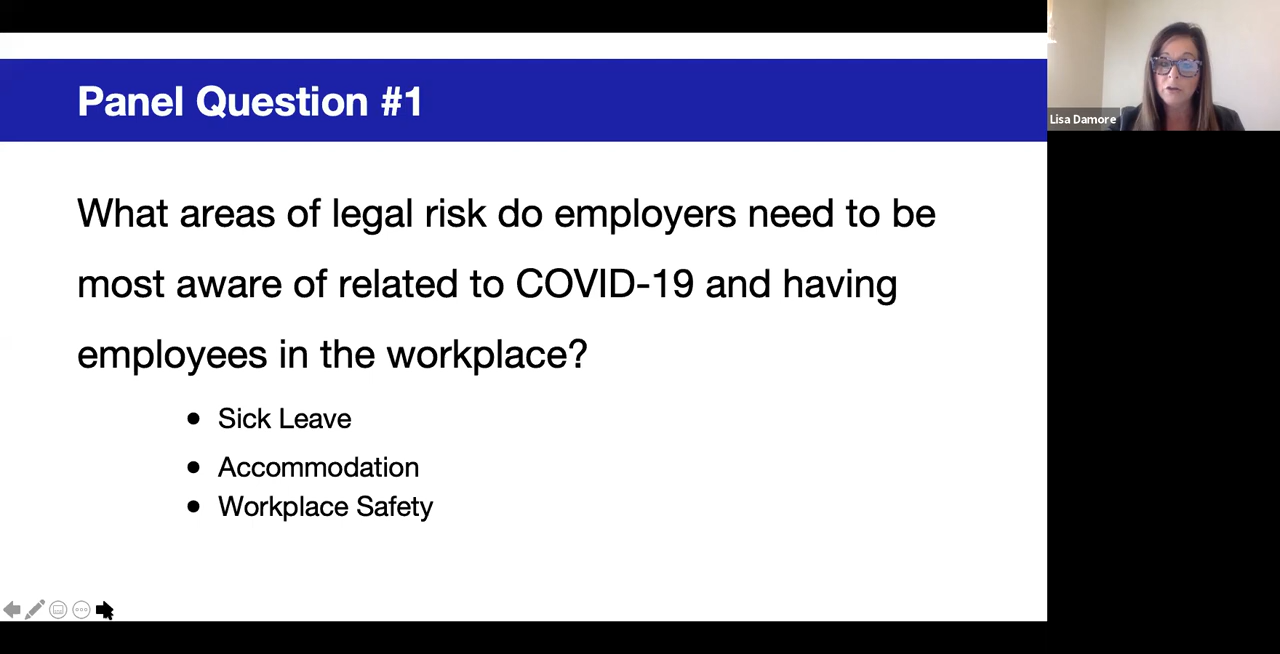 Panel Question #1
What areas of legal risk do employers need to be
most aware of related to COVID-19 and having
employees in the workplace?
• Sick Leave
• Accommodation
• Workplace Safety
Lisa Damore